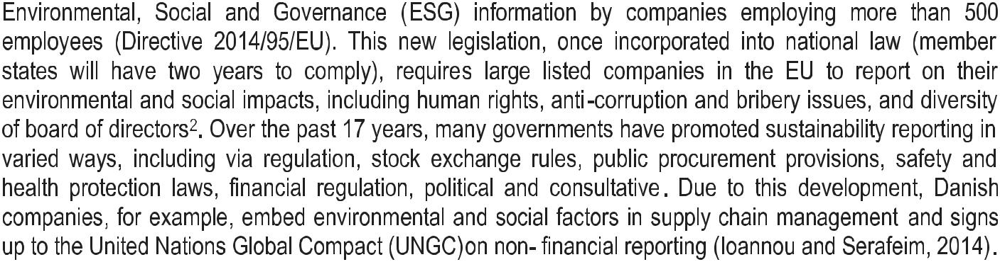 Environmental, Social and Governance (ESG) information by companies employing more than 500
employees (Directive 2014/95/EU). This new legislation, once incorporated into national law (member
states will have two years to comply), requires large listed companies in the EU to report on their
environmental and social impacts, including human rights, anti-corruption and bribery issues, and diversity
of board of directors². Over the past 17 years, many governments have promoted sustainability reporting in
varied ways, including via regulation, stock exchange rules, public procurement provisions, safety and
health protection laws, financial regulation, political and consultative. Due to this development, Danish
companies, for example, embed environmental and social factors in supply chain management and signs
up to the United Nations Global Compact (UNGC)on non- financial reporting (Ioannou and Serafeim, 2014).